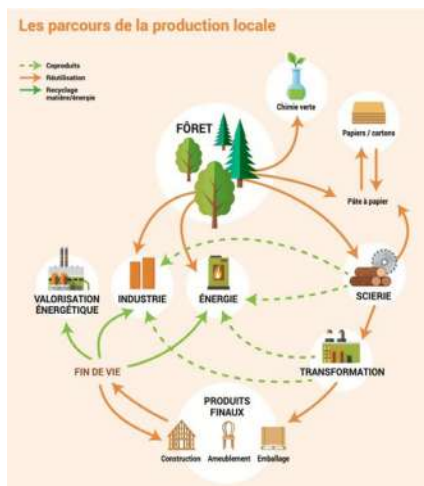 Les parcours de la production locale
Coproduits
Réutilisation
Recyclage
matière/énergie
Chimie verte
FÔRET
Papiers / cartons
Pâte à papier
VALORISATION
ÉNERGÉTIQUE
INDUSTRIE
ÉNERGIE
SCIERIE
FIN DE VIE
TRANSFORMATION
PRODUITS
FINAUX
Construction
Ameublement
Emballage